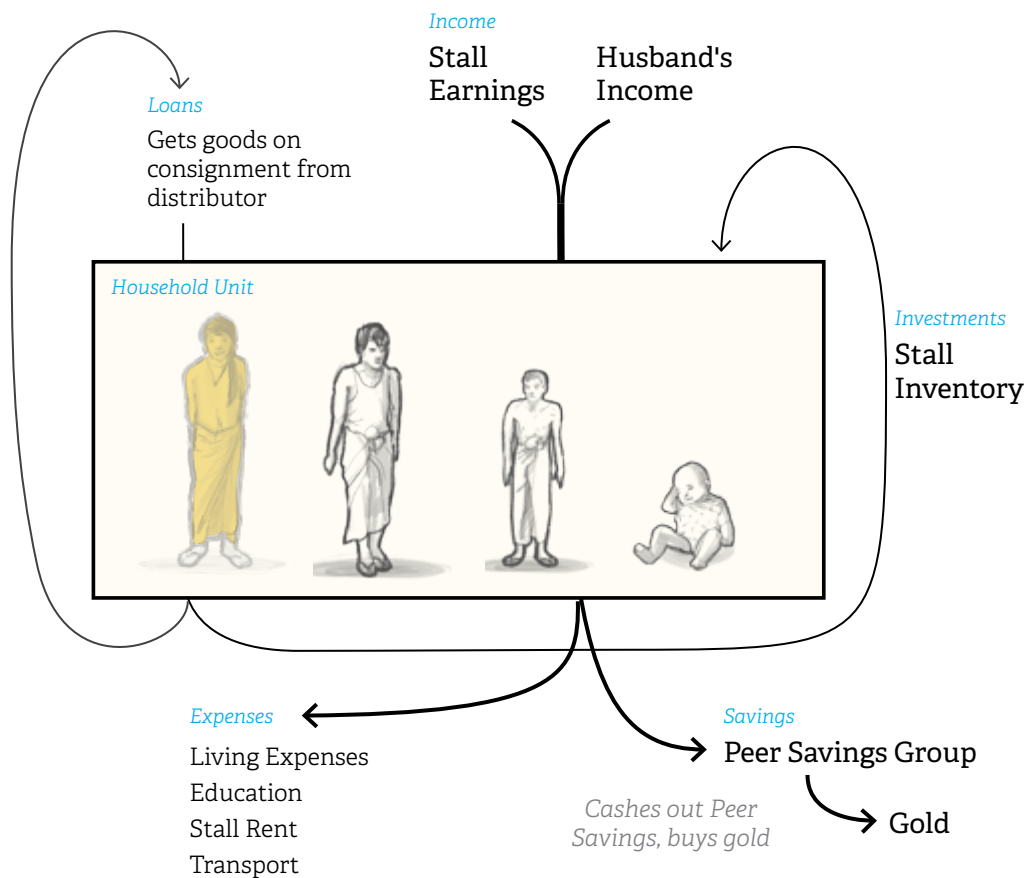 Income
Stall
Earnings
Husband's
Income
Loans
Gets goods on
consignment from
distributor
Household Unit
Investments
Stall
Inventory
Expenses
Living Expenses
Education
Stall Rent
Transport
Savings
Peer Savings Group
Cashes out Peer
Savings, buys gold
Gold